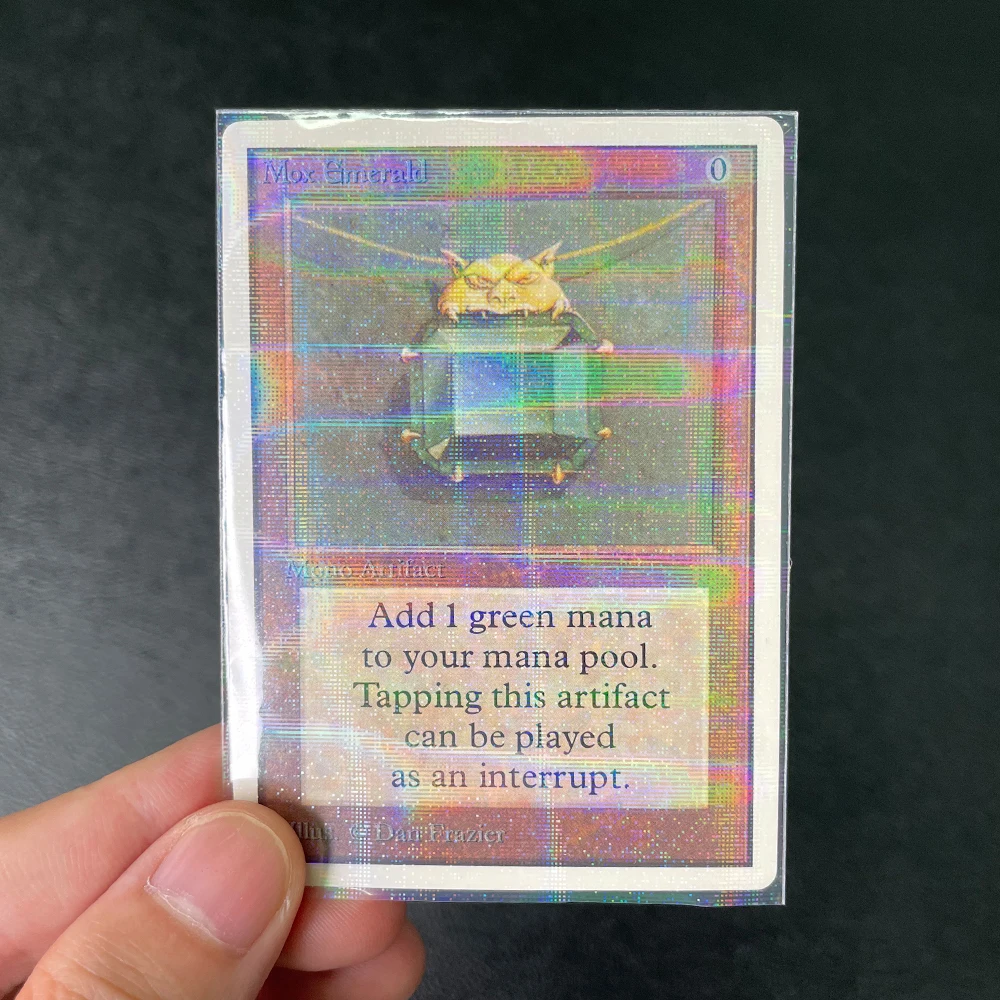 Mox Emerald 0
Mono Artifact
Add 1 green mana
to your mana pool.
Tapping this artifact
can be played
as an interrupt.
Illus. © Dan Frazier